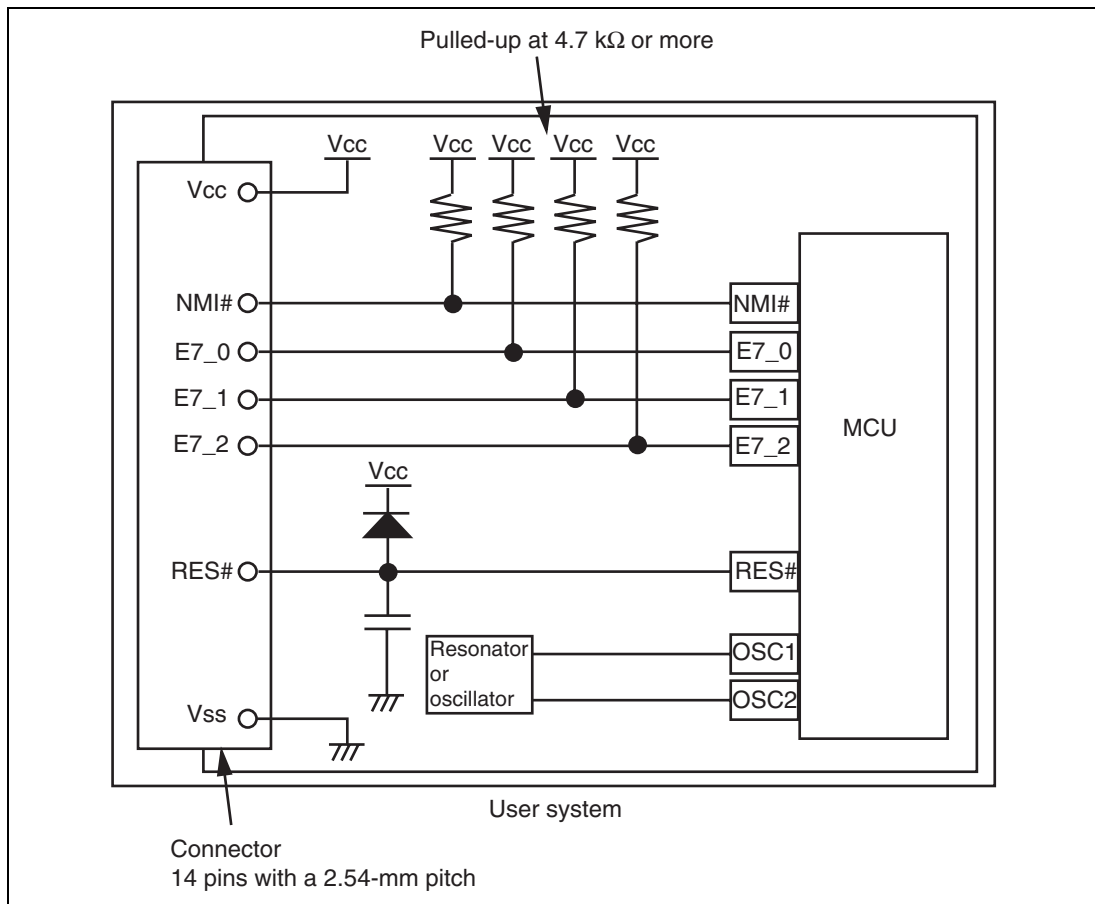 Pulled-up at 4.7 kΩ or more
Vcc
Vcc
Vcc
Vcc
Vcc
Vcc
NMI#
NMI#
E7_0
E7_0
E7_1
E7_1
MCU
E7_2
E7_2
Vcc
RES#
RES#
Resonator
or
oscillator
OSC1
OSC2
Vss
User system
Connector
14 pins with a 2.54-mm pitch